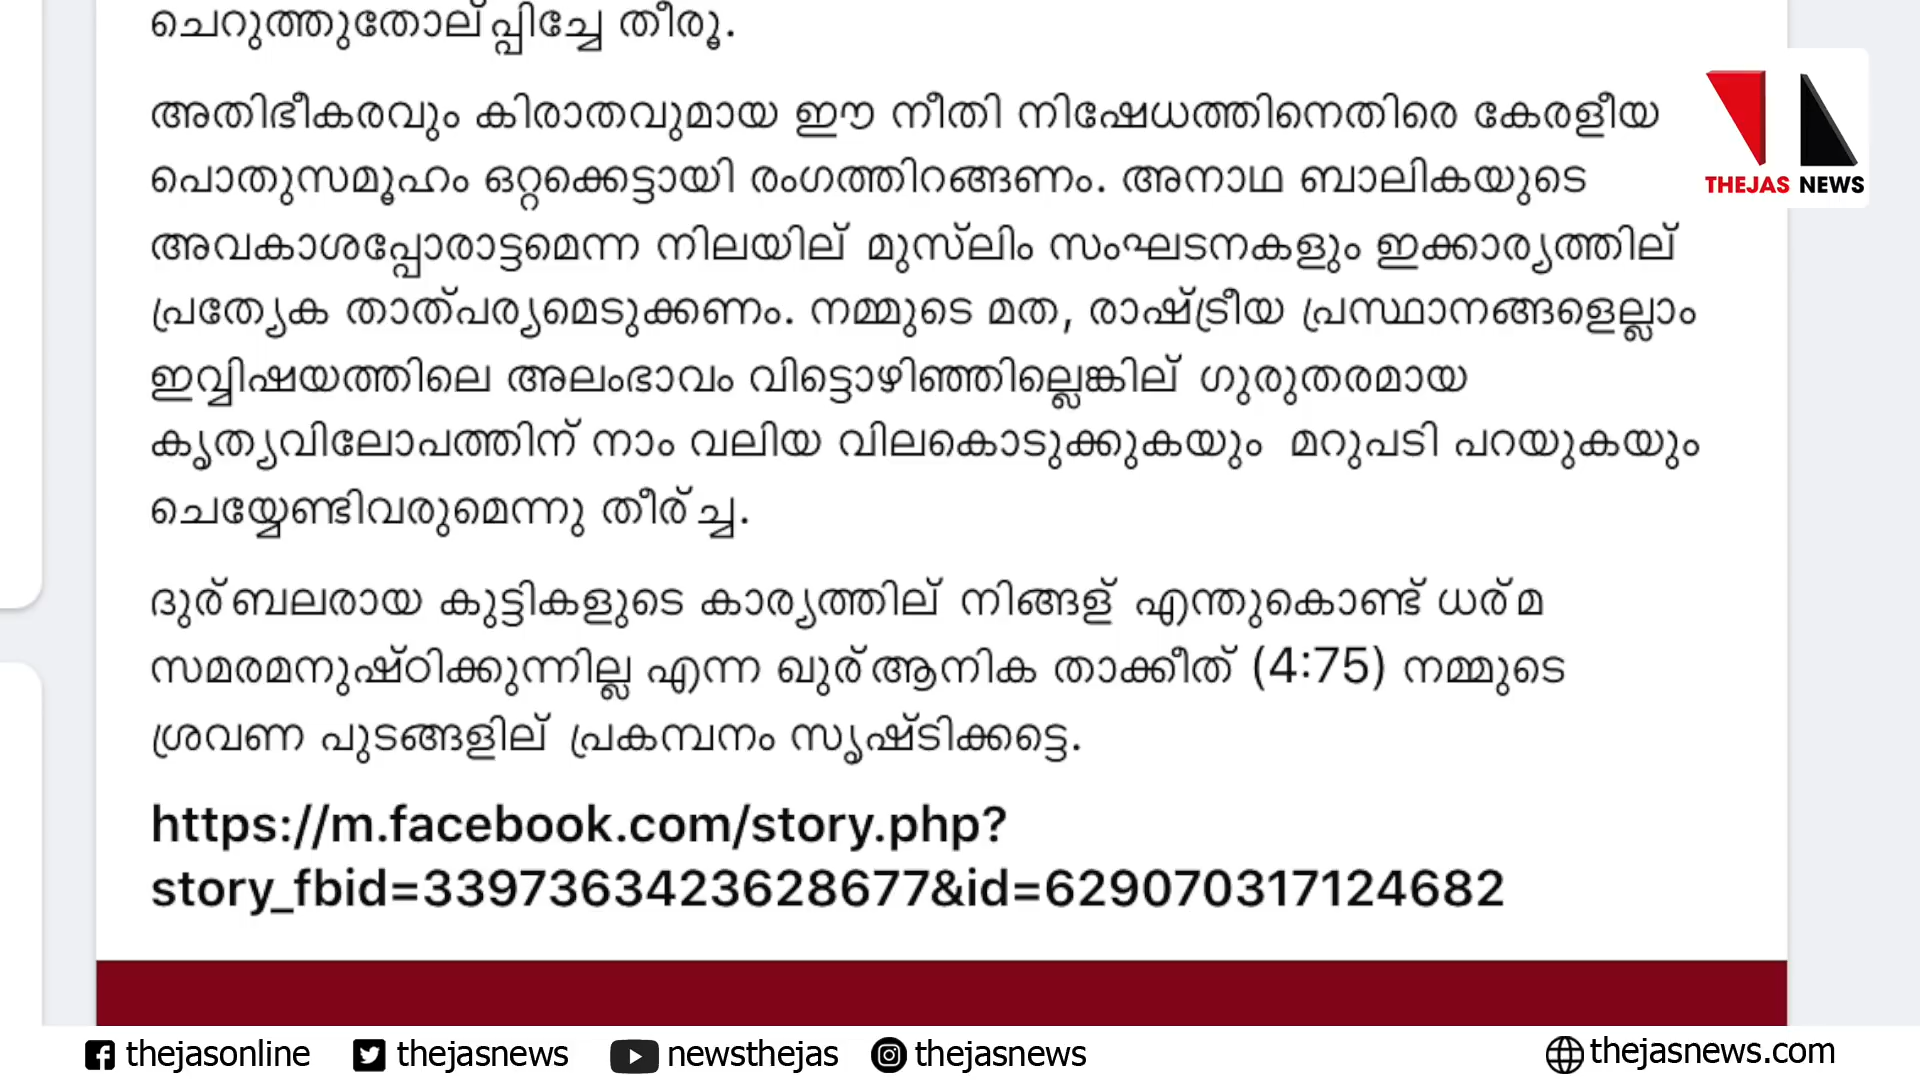 ചെറുത്തുതോല്‌പ്പിച്ചേ തീരൂ.
അതിഭീകരവും കിരാതവുമായ ഈ നീതി നിഷേധത്തിനെതിരെ കേരളീയ
പൊതുസമൂഹം ഒറ്റക്കെട്ടായി രംഗത്തിറങ്ങണം. അനാഥ ബാലികയുടെ
അവകാശപ്പോരാട്ടമെന്ന നിലയില് മുസ്‌ലിം സംഘടനകളും ഇക്കാര്യത്തില്
പ്രത്യേക താത്പര്യമെടുക്കണം. നമ്മുടെ മത, രാഷ്ട്രീയ പ്രസ്ഥാനങ്ങളെല്ലാം
ഇവ്വിഷയത്തിലെ അലംഭാവം വിട്ടൊഴിഞ്ഞില്ലെങ്കില് ഗുരുതരമായ
കൃത്യവിലോപത്തിന് നാം വലിയ വിലകൊടുക്കുകയും മറുപടി പറയുകയും
ചെയ്യേണ്ടിവരുമെന്നു തീര്‌ച്ച.
ദുര്‌ബലരായ കുട്ടികളുടെ കാര്യത്തില് നിങ്ങള് എന്തുകൊണ്ട് ധര്‌മ
സമരമനുഷ്ഠിക്കുന്നില്ല എന്ന ഖുര്‌ആനിക താക്കീത് (4:75) നമ്മുടെ
ശ്രവണ പുടങ്ങളില് പ്രകമ്പനം സൃഷ്ടിക്കട്ടെ.
https://m.facebook.com/story.php?
story_fbid=3397363423628677&id=629070317124682
THEJAS NEWS
thejasonline thejasnews newsthejas thejasnews thejasnews.com